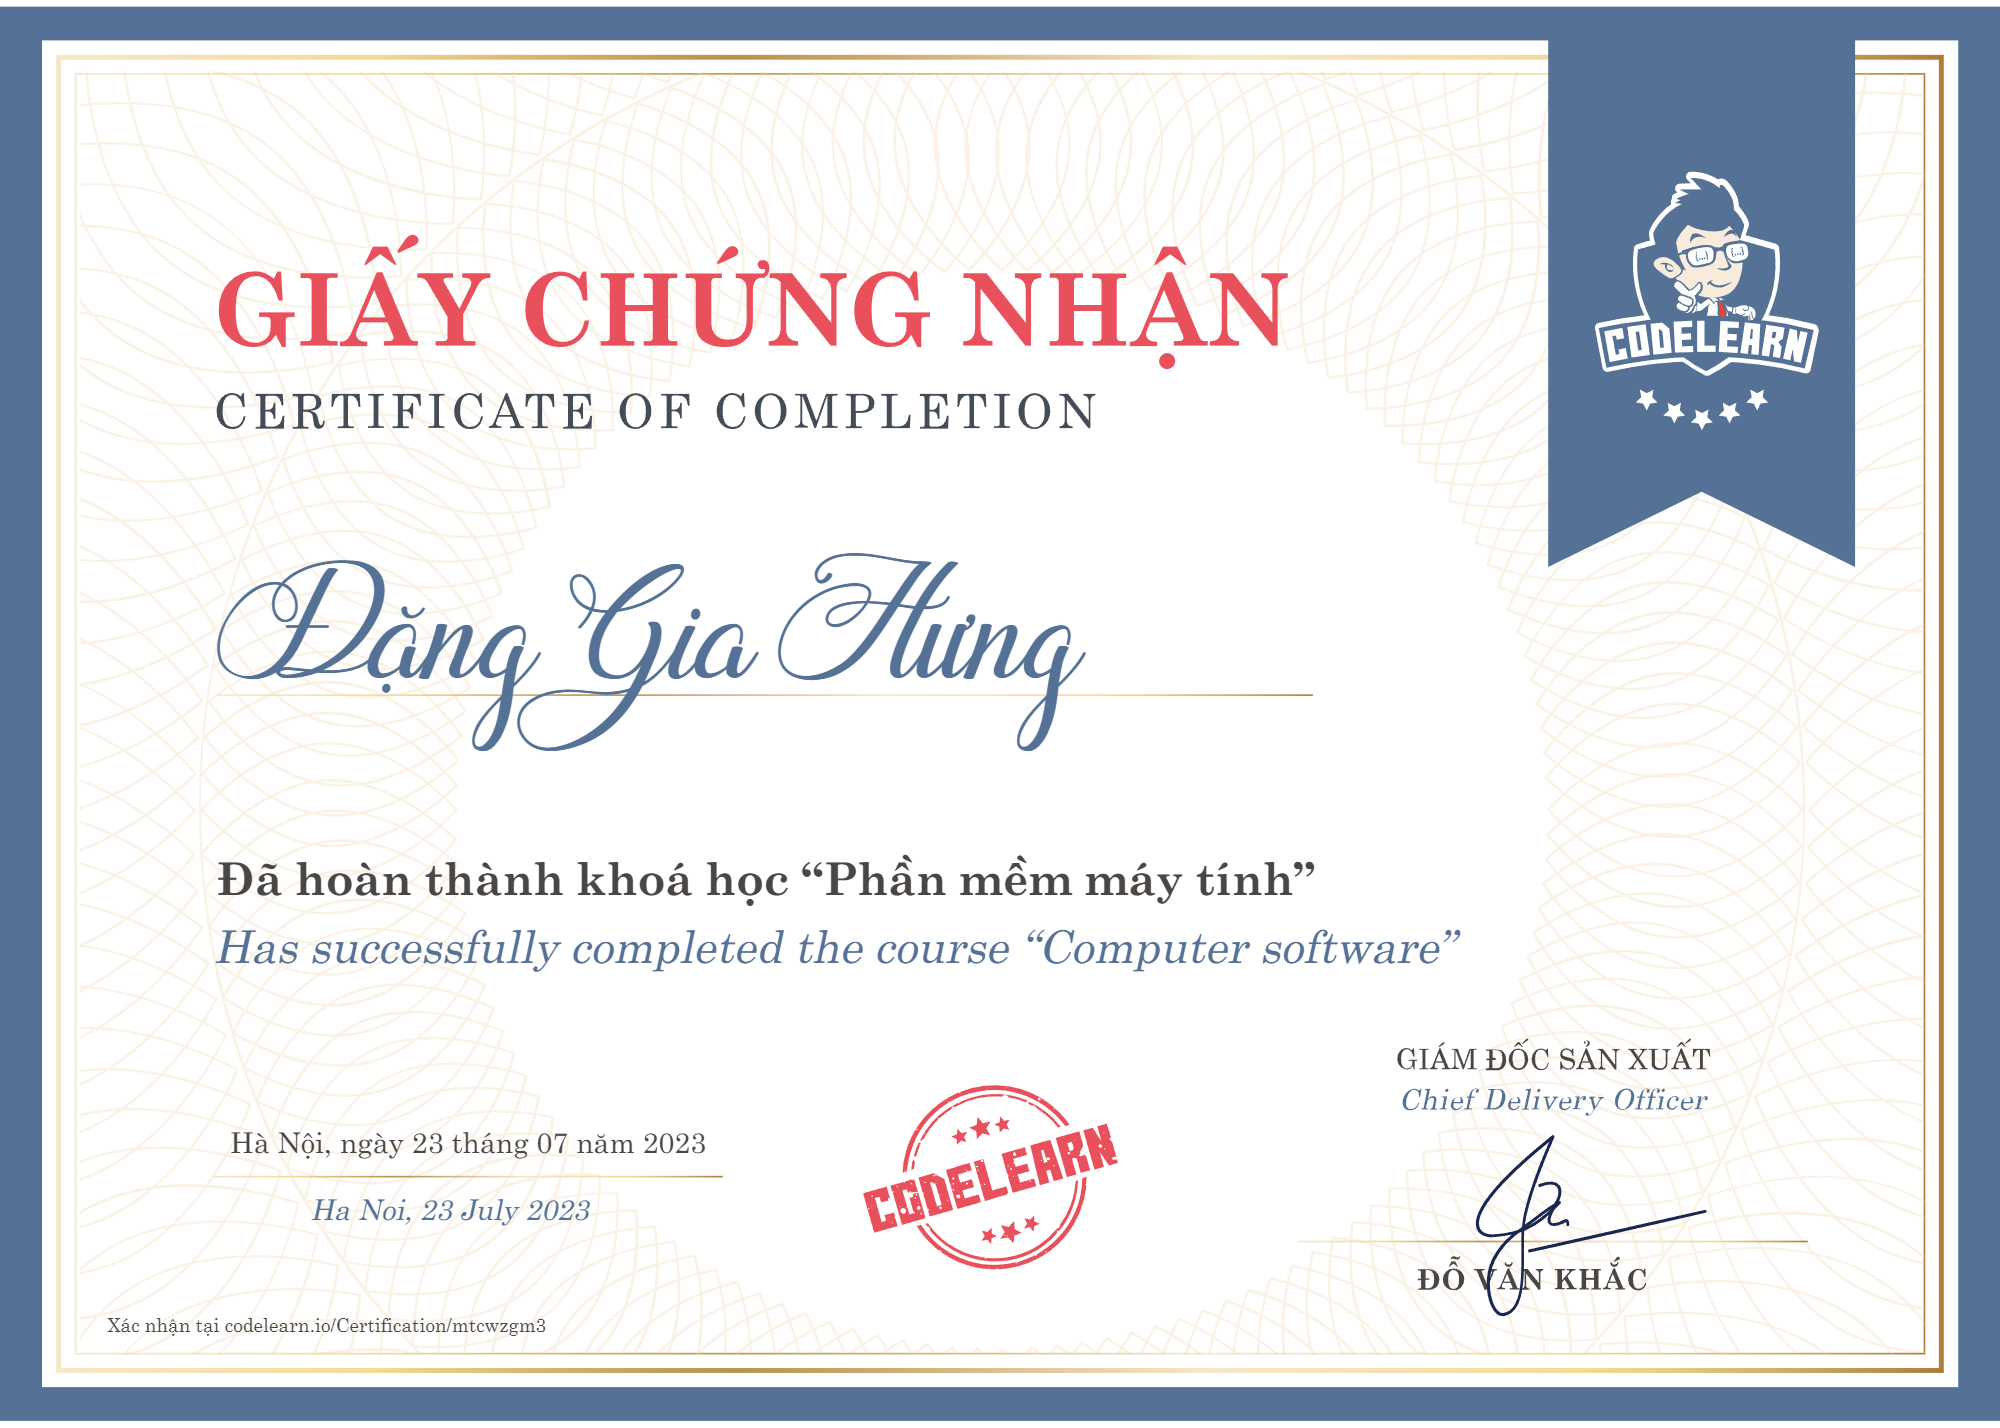 GIẤY CHỨNG NHẬN
CERTIFICATE OF COMPLETION
CODELEARN
Đặng Gia Hưng
Đã hoàn thành khoá học “Phần mềm máy tính”
Has successfully completed the course “Computer software”
GIÁM ĐỐC SẢN XUẤT
Chief Delivery Officer
Hà Nội, ngày 23 tháng 07 năm 2023
Ha Noi, 23 July 2023
CODELEARN
ĐỖ VĂN KHẮC
Xác nhận tại codelearn.io/Certification/mtcwzgm3